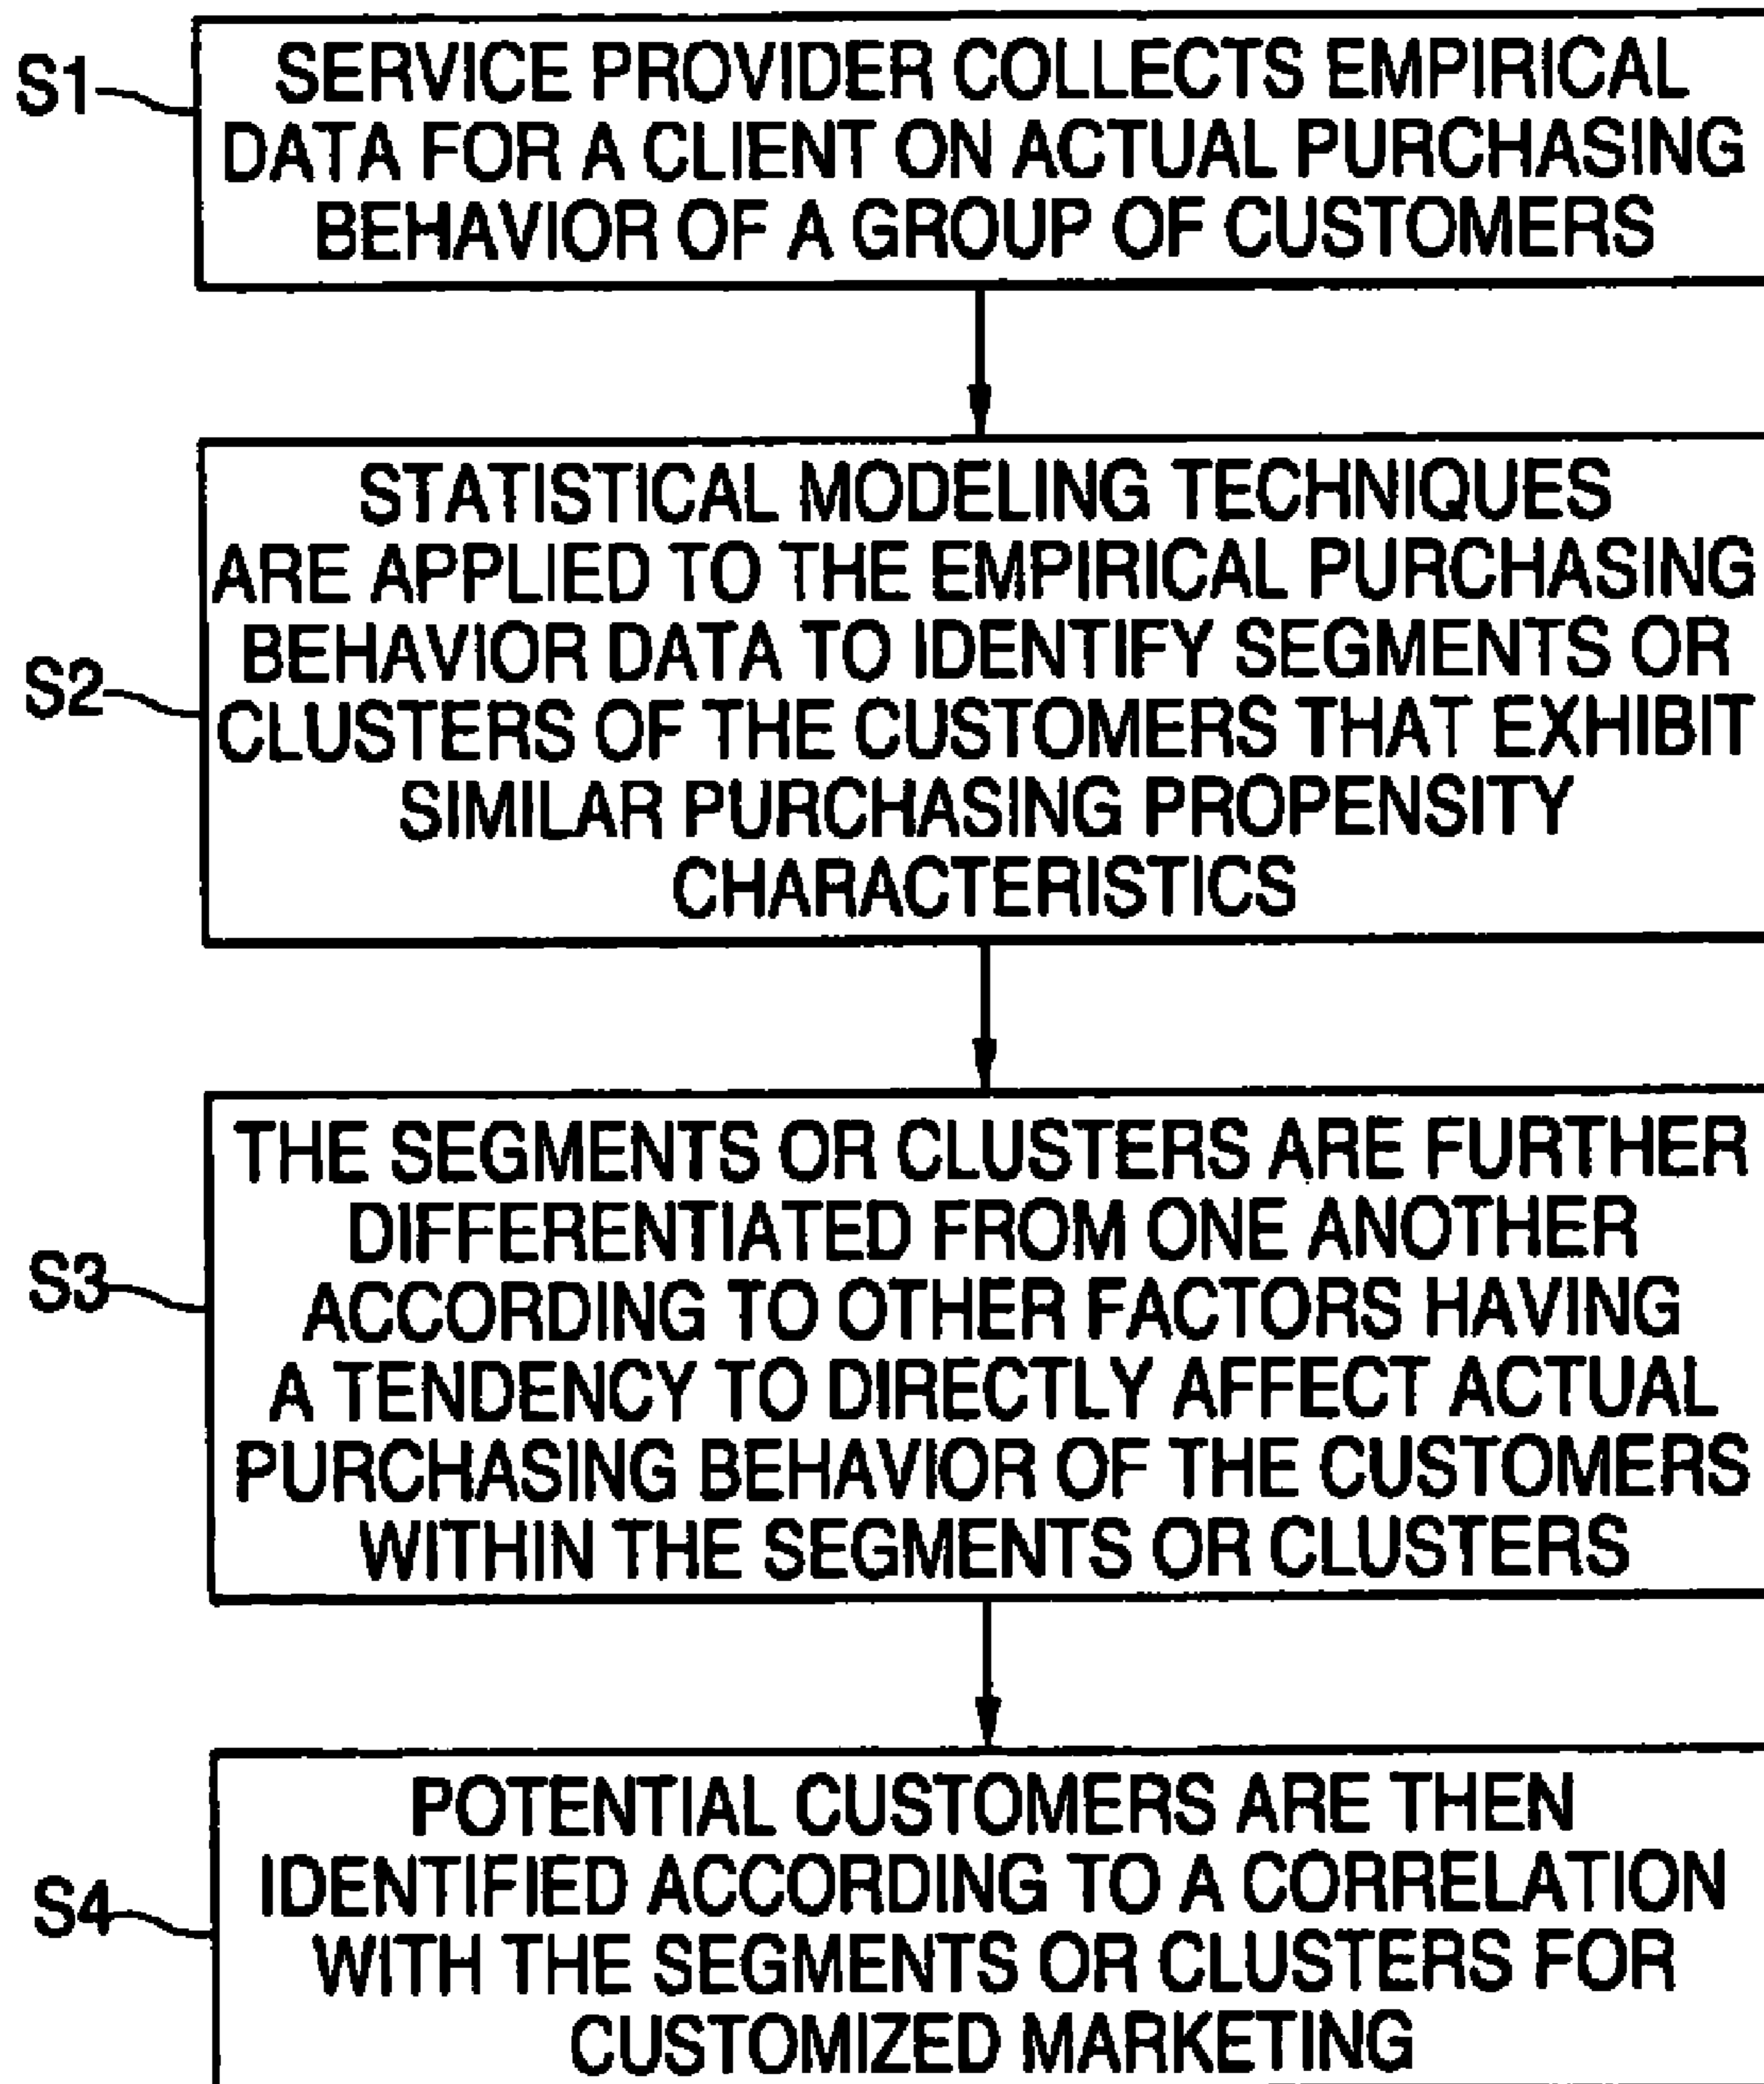 S1
SERVICE PROVIDER COLLECTS EMPIRICAL
DATA FOR A CLIENT ON ACTUAL PURCHASING
BEHAVIOR OF A GROUP OF CUSTOMERS
S2
STATISTICAL MODELING TECHNIQUES
ARE APPLIED TO THE EMPIRICAL PURCHASING
BEHAVIOR DATA TO IDENTIFY SEGMENTS OR
CLUSTERS OF THE CUSTOMERS THAT EXHIBIT
SIMILAR PURCHASING PROPENSITY
CHARACTERISTICS
S3
THE SEGMENTS OR CLUSTERS ARE FURTHER
DIFFERENTIATED FROM ONE ANOTHER
ACCORDING TO OTHER FACTORS HAVING
A TENDENCY TO DIRECTLY AFFECT ACTUAL
PURCHASING BEHAVIOR OF THE CUSTOMERS
WITHIN THE SEGMENTS OR CLUSTERS
S4
POTENTIAL CUSTOMERS ARE THEN
IDENTIFIED ACCORDING TO A CORRELATION
WITH THE SEGMENTS OR CLUSTERS FOR
CUSTOMIZED MARKETING